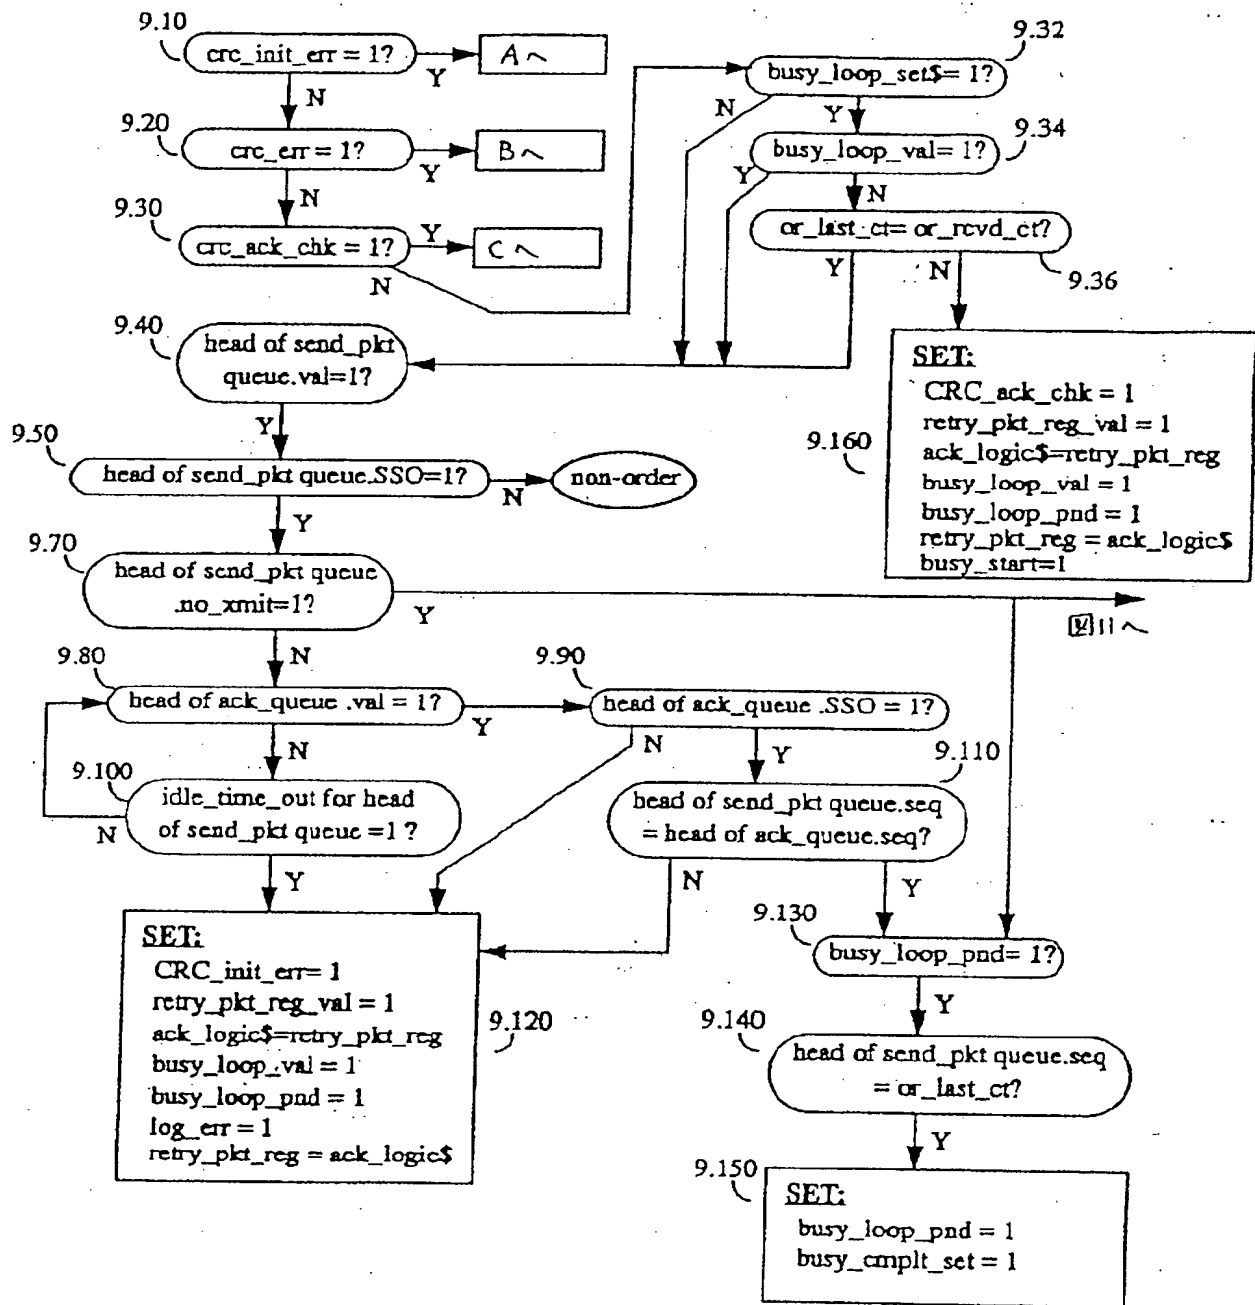 9.10
crc_init_err = 1?
Y
A へ
N
9.20
crc_err = 1?
Y
B へ
N
9.30
crc_ack_chk = 1?
Y
C へ
N
9.32
busy_loop_set$= 1?
N
Y
9.34
busy_loop_val= 1?
Y
N
or_last_ct= or_rcvd_ct?
Y
N
9.36
9.40
head of send_pkt
queue.val=1?
Y
9.50
head of send_pkt queue.SSO=1?
N
non-order
Y
9.160
SET:
CRC_ack_chk = 1
retry_pkt_reg_val = 1
ack_logic$=retry_pkt_reg
busy_loop_val = 1
busy_loop_pnd = 1
retry_pkt_reg = ack_logic$
busy_start=1
9.70
head of send_pkt queue
.no_xmit=1?
Y
図11へ
N
9.80
head of ack_queue .val = 1?
Y
N
9.90
head of ack_queue .SSO = 1?
N
Y
9.100
idle_time_out for head
of send_pkt queue =1 ?
N
Y
9.110
head of send_pkt queue.seq
= head of ack_queue.seq?
N
Y
9.120
SET:
CRC_init_err= 1
retry_pkt_reg_val = 1
ack_logic$=retry_pkt_reg
busy_loop_val = 1
busy_loop_pnd = 1
log_err = 1
retry_pkt_reg = ack_logic$
9.130
busy_loop_pnd= 1?
Y
9.140
head of send_pkt queue.seq
= or_last_ct?
Y
9.150
SET:
busy_loop_pnd = 1
busy_cmplt_set = 1